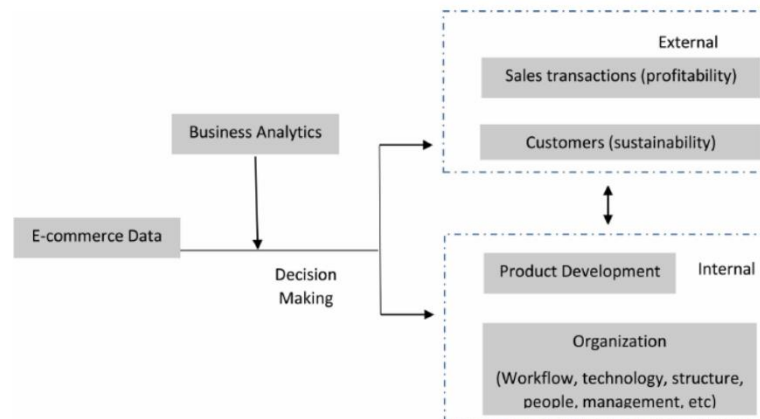 External
Sales transactions (profitability)
Business Analytics
Customers (sustainability)
E-commerce Data
Decision
Making
Product Development
Internal
Organization
(Workflow, technology, structure,
people, management, etc)